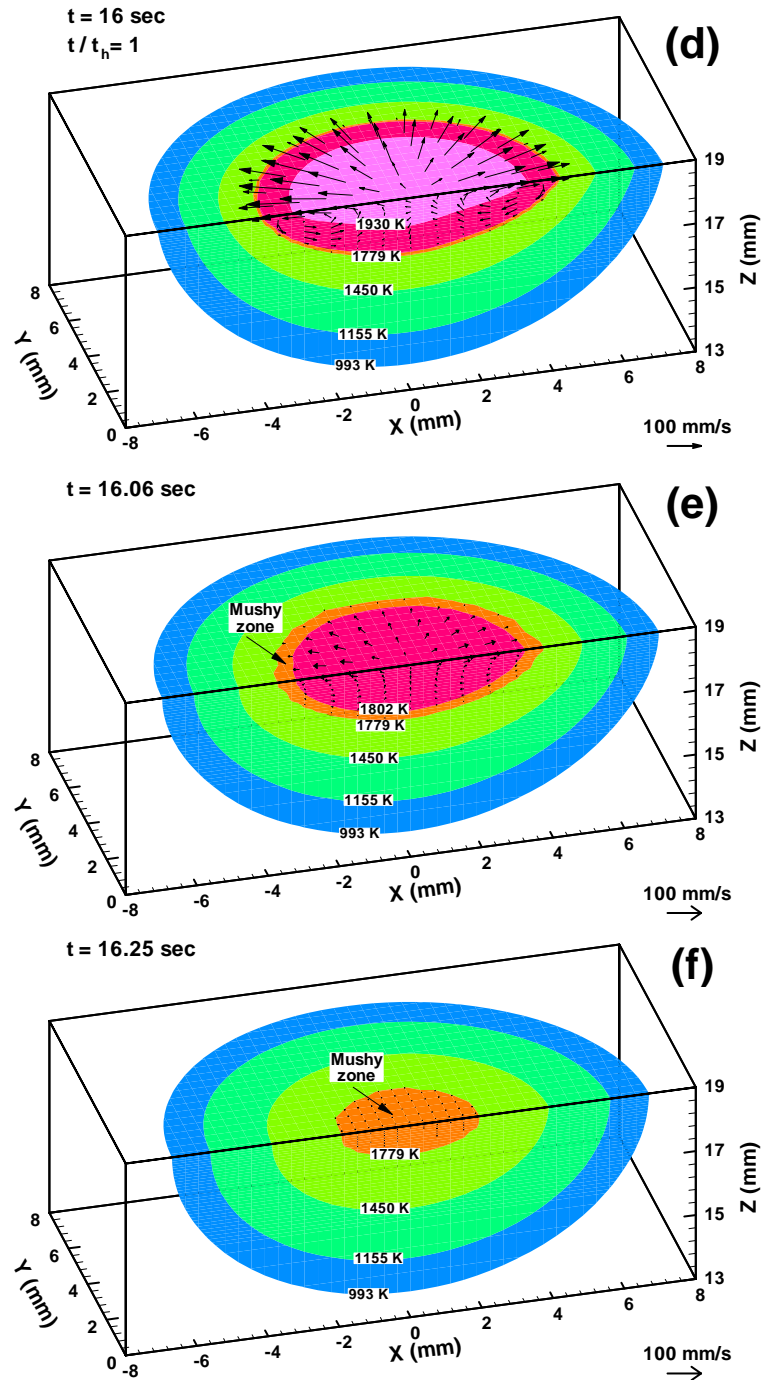 t = 16 sec
t / t_h = 1
(d)
1930 K
1779 K
1450 K
1155 K
993 K
19
17
15
13
Z (mm)
8
6
4
2
0
Y (mm)
-8
-6
-4
-2
0
2
4
6
8
X (mm)
100 mm/s
t = 16.06 sec
(e)
Mushy
zone
1802 K
1779 K
1450 K
1155 K
993 K
19
17
15
13
Z (mm)
8
6
4
2
0
Y (mm)
-8
-6
-4
-2
0
2
4
6
8
X (mm)
100 mm/s
t = 16.25 sec
(f)
Mushy
zone
1779 K
1450 K
1155 K
993 K
19
17
15
13
Z (mm)
8
6
4
2
0
Y (mm)
-8
-6
-4
-2
0
2
4
6
8
X (mm)
100 mm/s